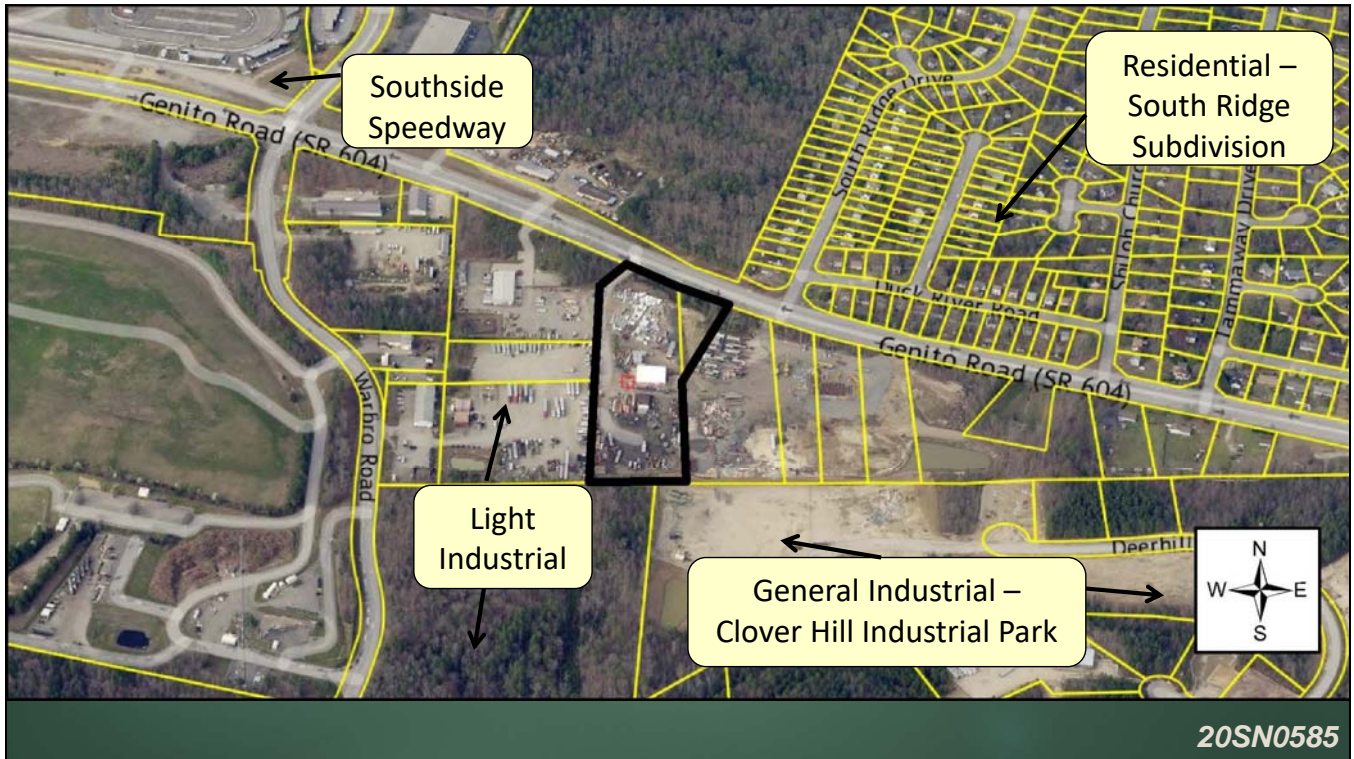 Southside
Speedway
Residential –
South Ridge
Subdivision
Genito Road (SR 604)
South Ridge Drive
Duck River Road
Shiloh Church
Tammaway Drive
Genito Road (SR 604)
Warbro Road
Light
Industrial
General Industrial –
Clover Hill Industrial Park
Deerhill
N
W
E
S
20SN0585